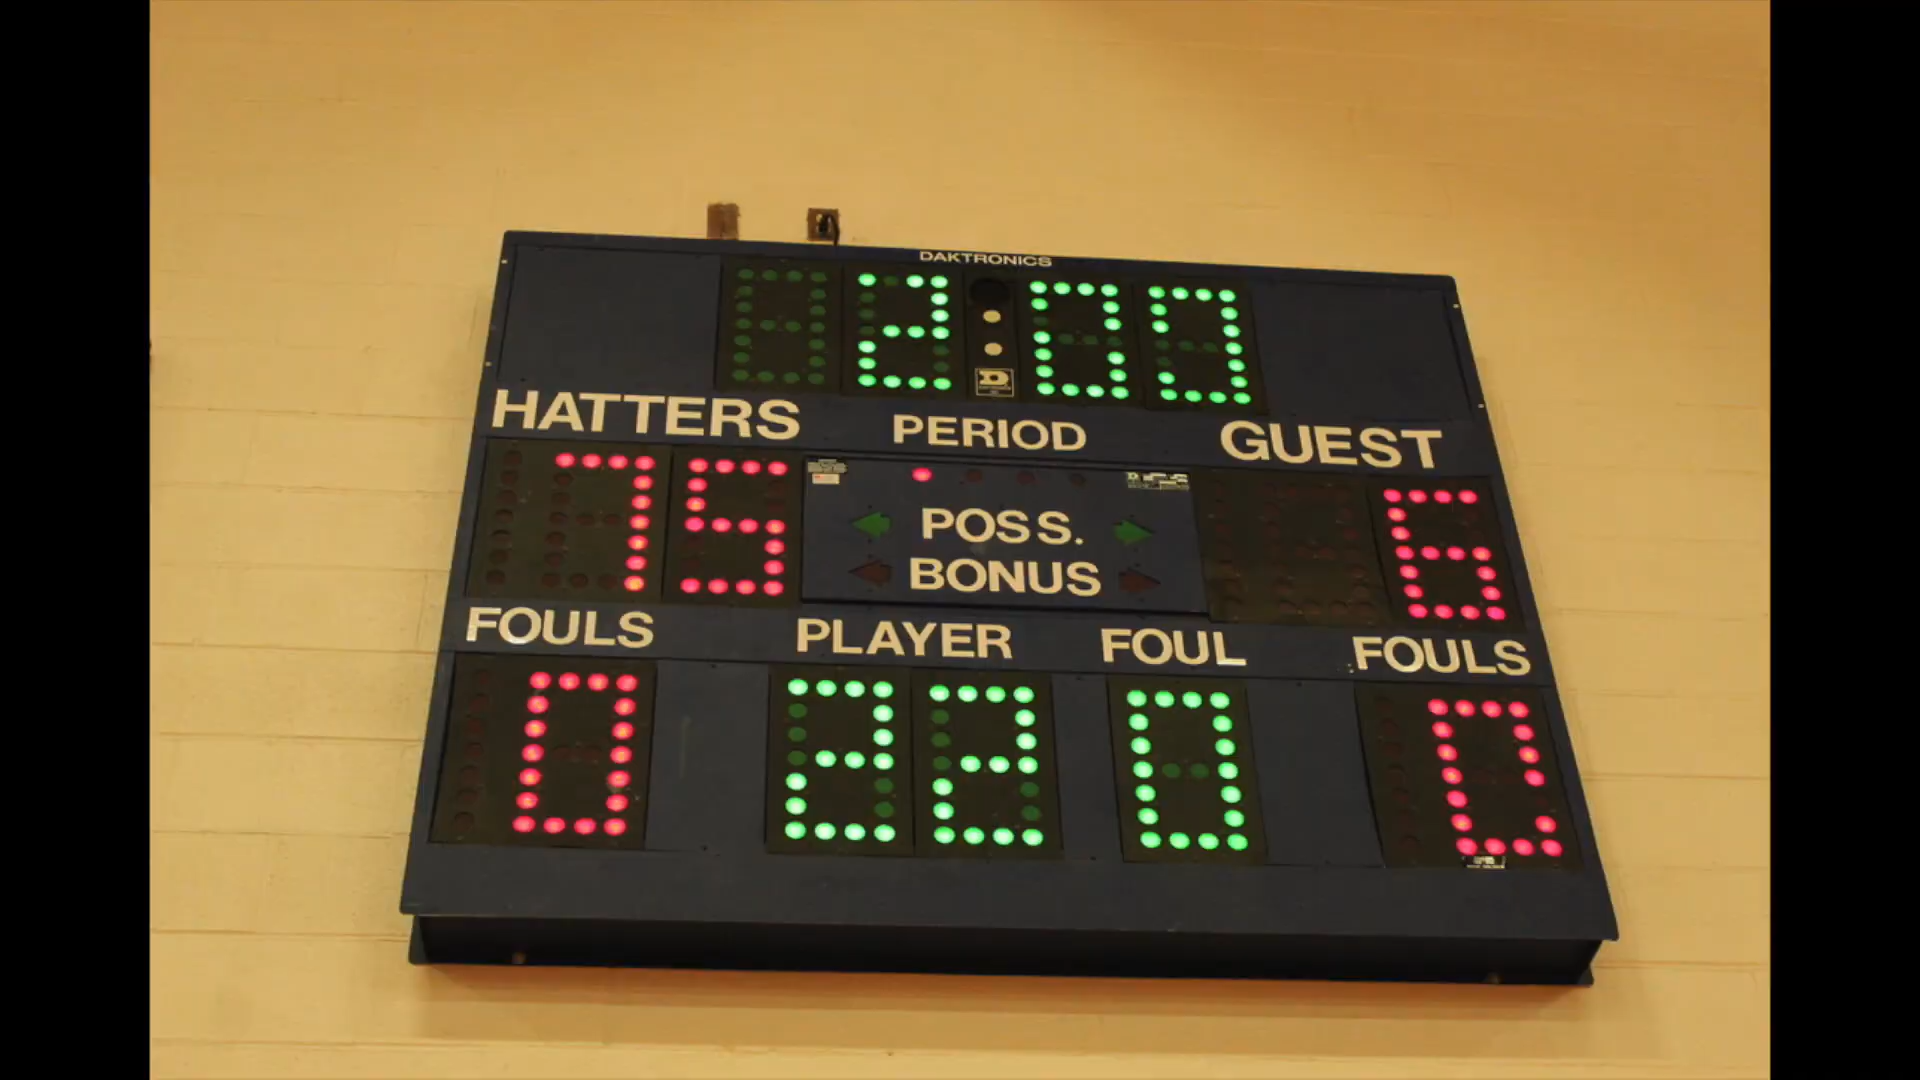 DAKTRONICS
2:00
HATTERS PERIOD GUEST
75 POSS. 6
BONUS
FOULS PLAYER FOUL FOULS
0 22 0 0